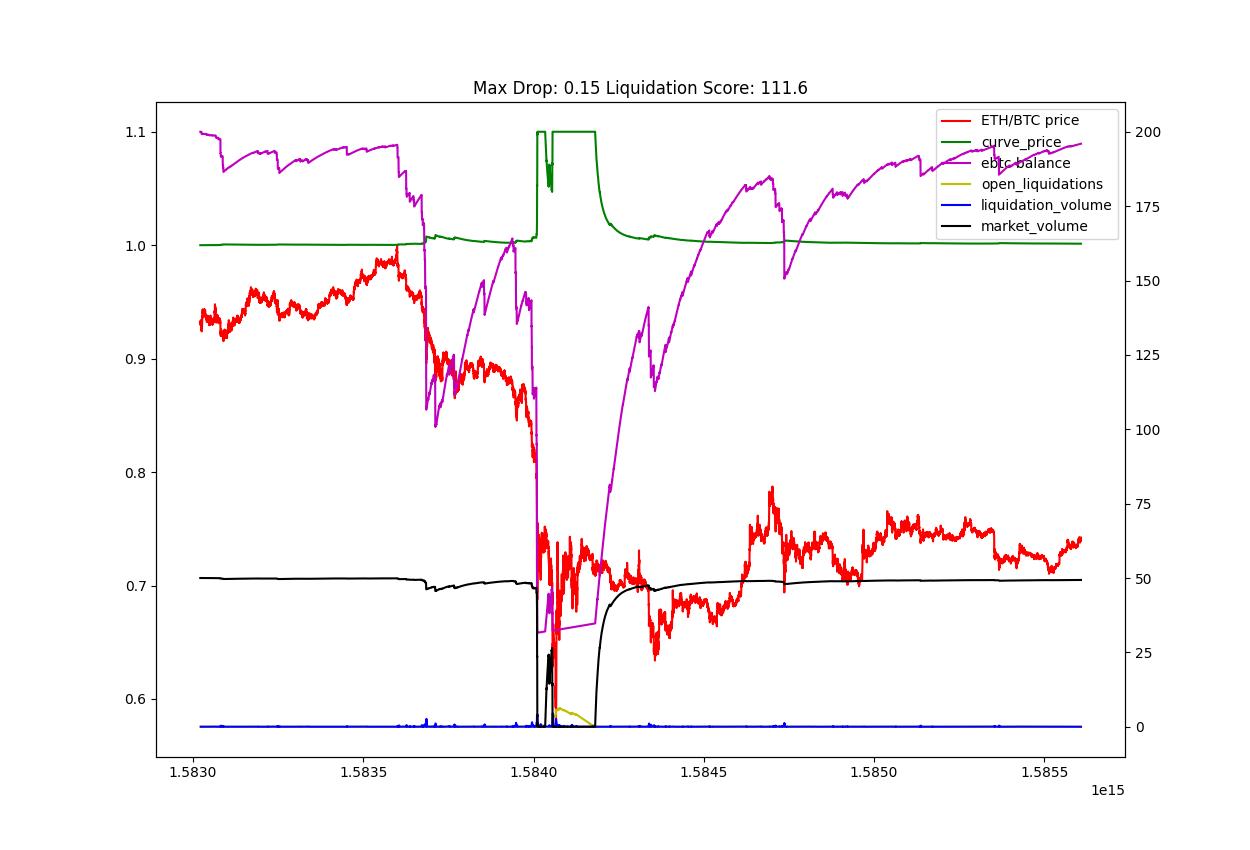 Max Drop: 0.15 Liquidation Score: 111.6
ETH/BTC price
curve_price
ebtc balance
open_liquidations
liquidation_volume
market_volume
1.1
1.0
0.9
0.8
0.7
0.6
200
175
150
125
100
75
50
25
0
1.5830 1.5835 1.5840 1.5845 1.5850 1.5855
1e15